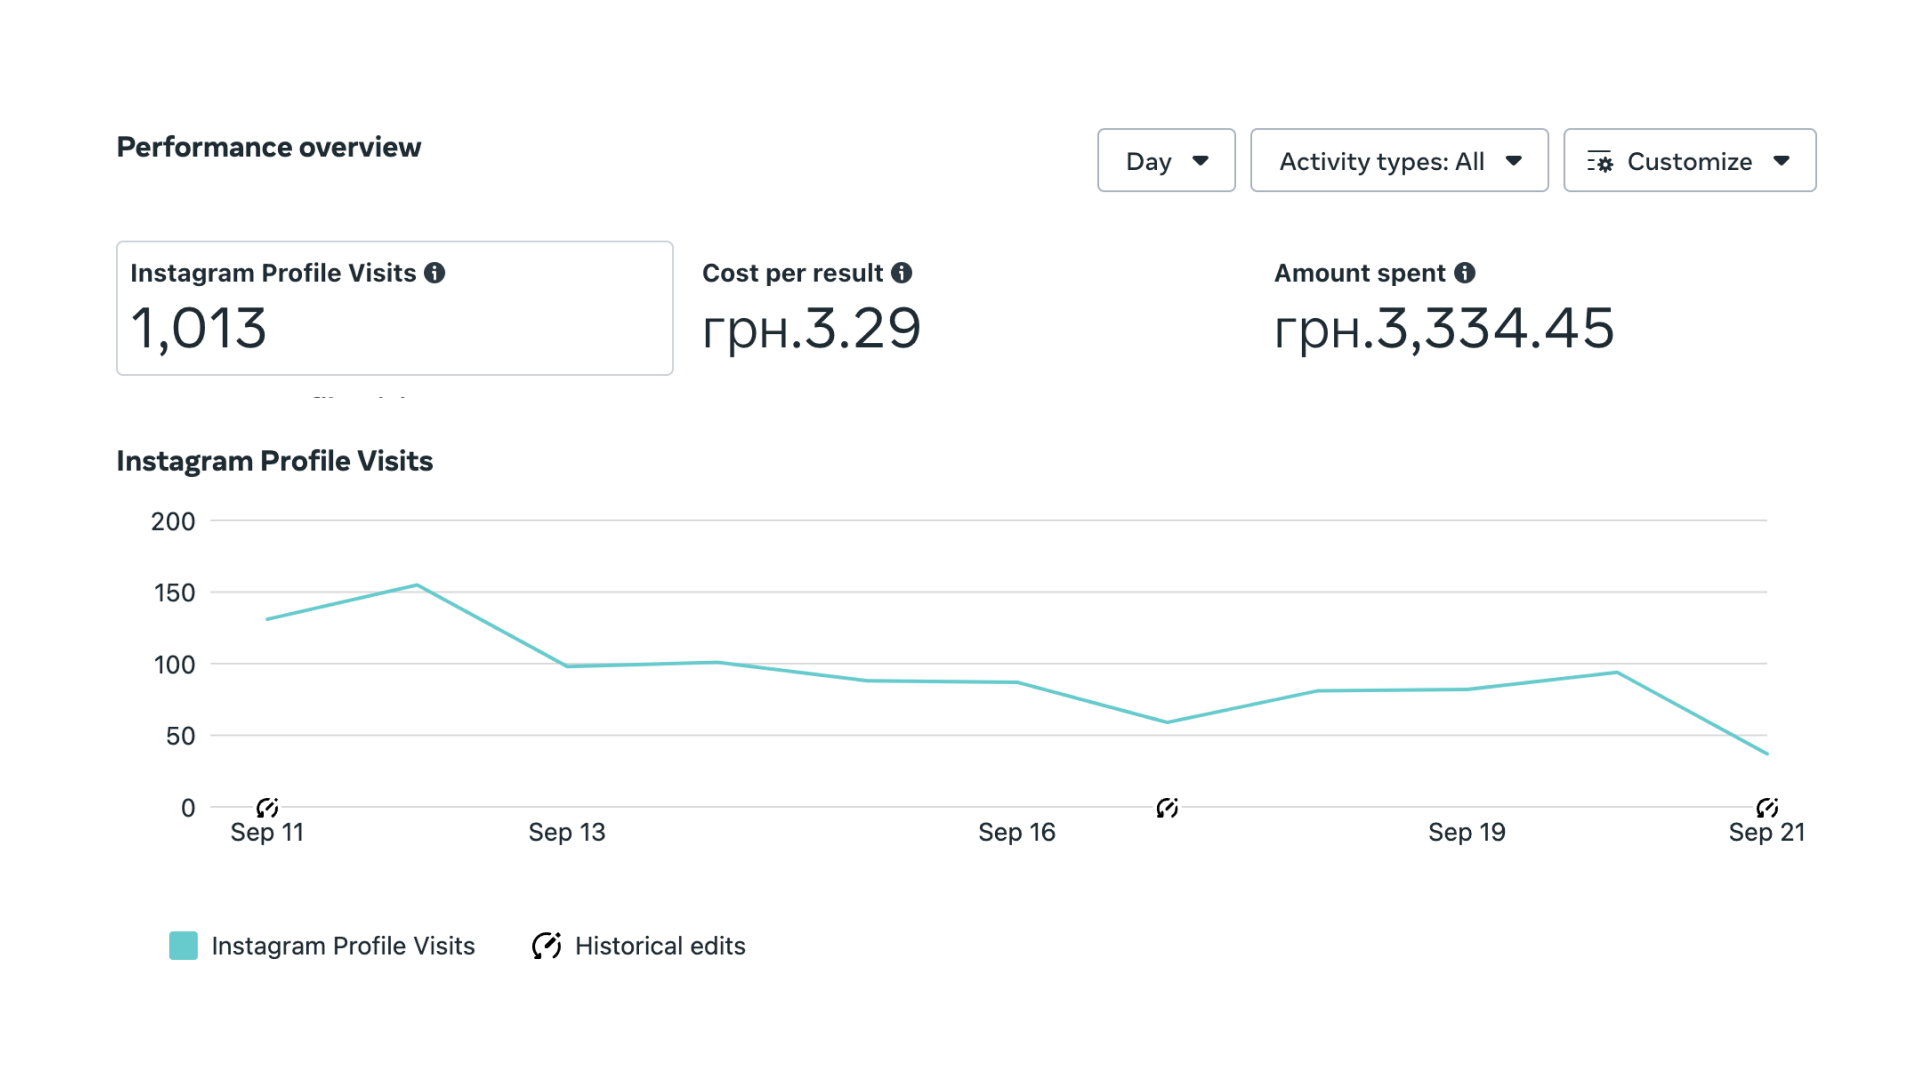 Performance overview
Day
Activity types: All
Customize
Instagram Profile Visits
1,013
Cost per result
грн.3.29
Amount spent
грн.3,334.45
Instagram Profile Visits
200
150
100
50
0
Sep 11
Sep 13
Sep 16
Sep 19
Sep 21
Instagram Profile Visits
Historical edits